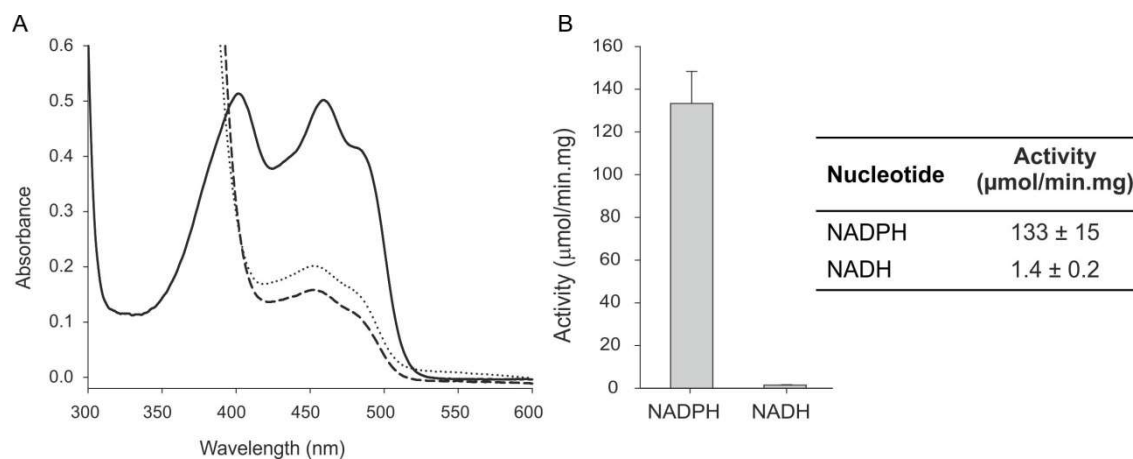 A
0.6
0.5
0.4
0.3
0.2
0.1
0.0
Absorbance
300
350
400
450
500
550
600
Wavelength (nm)
B
160
140
120
100
80
60
40
20
0
Activity (μmol/min.mg)
NADPH
NADH
Nucleotide
Activity
(μmol/min.mg)
NADPH 133 ± 15
NADH 1.4 ± 0.2